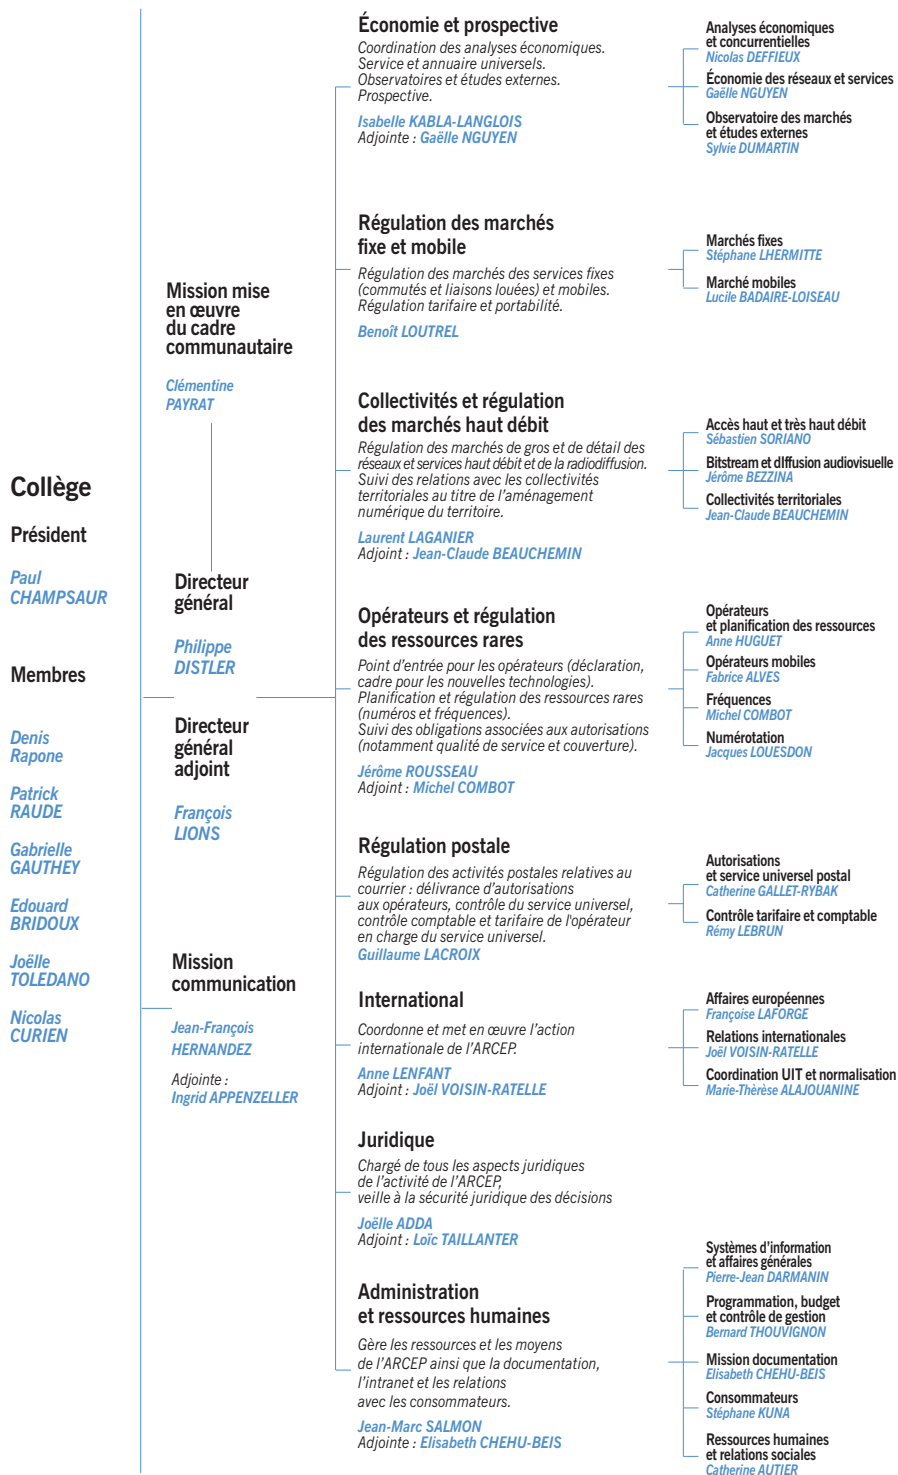 Collège
Président
Paul
CHAMPSAUR
Membres
Denis
Rapone
Patrick
RAUDE
Gabrielle
GAUTHEY
Edouard
BRIDOUX
Joëlle
TOLEDANO
Nicolas
CURIEN
Mission mise
en œuvre
du cadre
communautaire
Clémentine
PAYRAT
Directeur
général
Philippe
DISTLER
Directeur
général
adjoint
François
LIONS
Mission
communication
Jean-François
HERNANDEZ
Adjointe :
Ingrid APPENZELLER
Économie et prospective
Coordination des analyses économiques.
Service et annuaire universels.
Observatoires et études externes.
Prospective.
Isabelle KABLA-LANGLOIS
Adjointe : Gaëlle NGUYEN
Analyses économiques
et concurrentielles
Nicolas DEFFIEUX
Économie des réseaux et services
Gaëlle NGUYEN
Observatoire des marchés
et études externes
Sylvie DUMARTIN
Régulation des marchés
fixe et mobile
Régulation des marchés des services fixes
(commutés et liaisons louées) et mobiles.
Régulation tarifaire et portabilité.
Benoît LOUTREL
Marchés fixes
Stéphane LHERMITTE
Marché mobiles
Lucile BADAIRE-LOISEAU
Collectivités et régulation
des marchés haut débit
Régulation des marchés de gros et de détail des
réseaux et services haut débit et de la radiodiffusion.
Suivi des relations avec les collectivités
territoriales au titre de l'aménagement
numérique du territoire.
Laurent LAGANIER
Adjoint : Jean-Claude BEAUCHEMIN
Accès haut et très haut débit
Sébastien SORIANO
Bitstream et dIffusion audiovisuelle
Jérôme BEZZINA
Collectivités territoriales
Jean-Claude BEAUCHEMIN
Opérateurs et régulation
des ressources rares
Point d'entrée pour les opérateurs (déclaration,
cadre pour les nouvelles technologies).
Planification et régulation des ressources rares
(numéros et fréquences).
Suivi des obligations associées aux autorisations
(notamment qualité de service et couverture).
Jérôme ROUSSEAU
Adjoint : Michel COMBOT
Opérateurs
et planification des ressources
Anne HUGUET
Opérateurs mobiles
Fabrice ALVES
Fréquences
Michel COMBOT
Numérotation
Jacques LOUESDON
Régulation postale
Régulation des activités postales relatives au
courrier : délivrance d'autorisations
aux opérateurs, contrôle du service universel,
contrôle comptable et tarifaire de l'opérateur
en charge du service universel.
Guillaume LACROIX
Autorisations
et service universel postal
Catherine GALLET-RYBAK
Contrôle tarifaire et comptable
Rémy LEBRUN
International
Coordonne et met en œuvre l'action
internationale de l'ARCEP.
Anne LENFANT
Adjoint : Joël VOISIN-RATELLE
Affaires européennes
Françoise LAFORGE
Relations internationales
Joël VOISIN-RATELLE
Coordination UIT et normalisation
Marie-Thèrèse ALAJOUANINE
Juridique
Chargé de tous les aspects juridiques
de l'activité de l'ARCEP,
veille à la sécurité juridique des décisions
Joëlle ADDA
Adjoint : Loïc TAILLANTER
Administration
et ressources humaines
Gère les ressources et les moyens
de l'ARCEP ainsi que la documentation,
l'intranet et les relations
avec les consommateurs.
Jean-Marc SALMON
Adjointe : Elisabeth CHEHU-BEIS
Systèmes d'information
et affaires générales
Pierre-Jean DARMANIN
Programmation, budget
et contrôle de gestion
Bernard THOUVIGNON
Mission documentation
Elisabeth CHEHU-BEIS
Consommateurs
Stéphane KUNA
Ressources humaines
et relations sociales
Catherine AUTIER